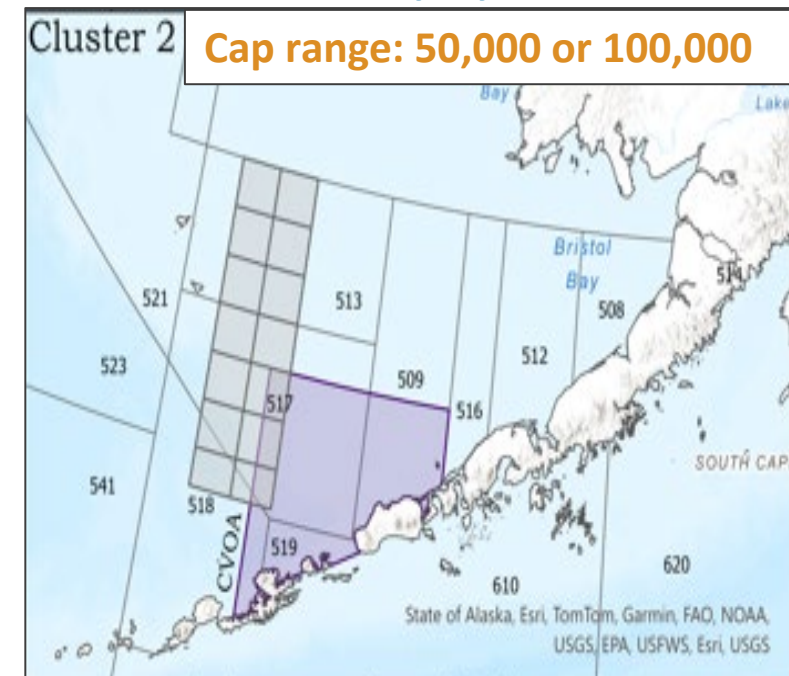 Cluster 2
Cap range: 50,000 or 100,000
Bay
Lake
Bristol
Bay
514
508
513
521
512
523
509
516
517
SOUTH CAP
541
518
CVOA
519
620
610
State of Alaska, Esri, TomTom, Garmin, FAO, NOAA,
USGS, EPA, USFWS, Esri, USGS